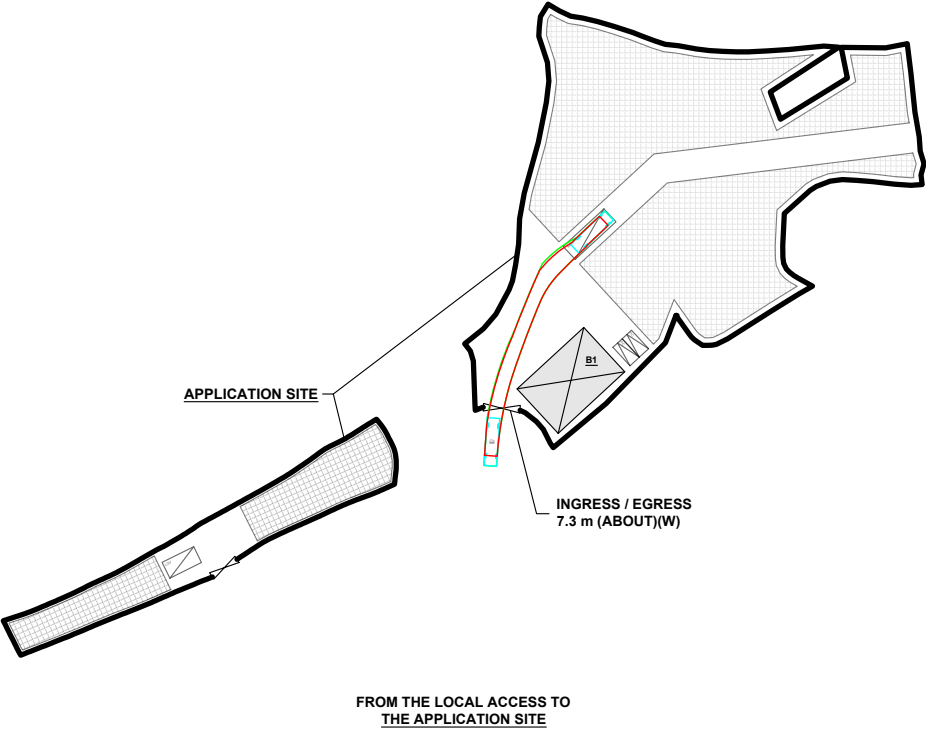 B1
APPLICATION SITE
INGRESS / EGRESS
7.3 m (ABOUT)(W)
FROM THE LOCAL ACCESS TO
THE APPLICATION SITE